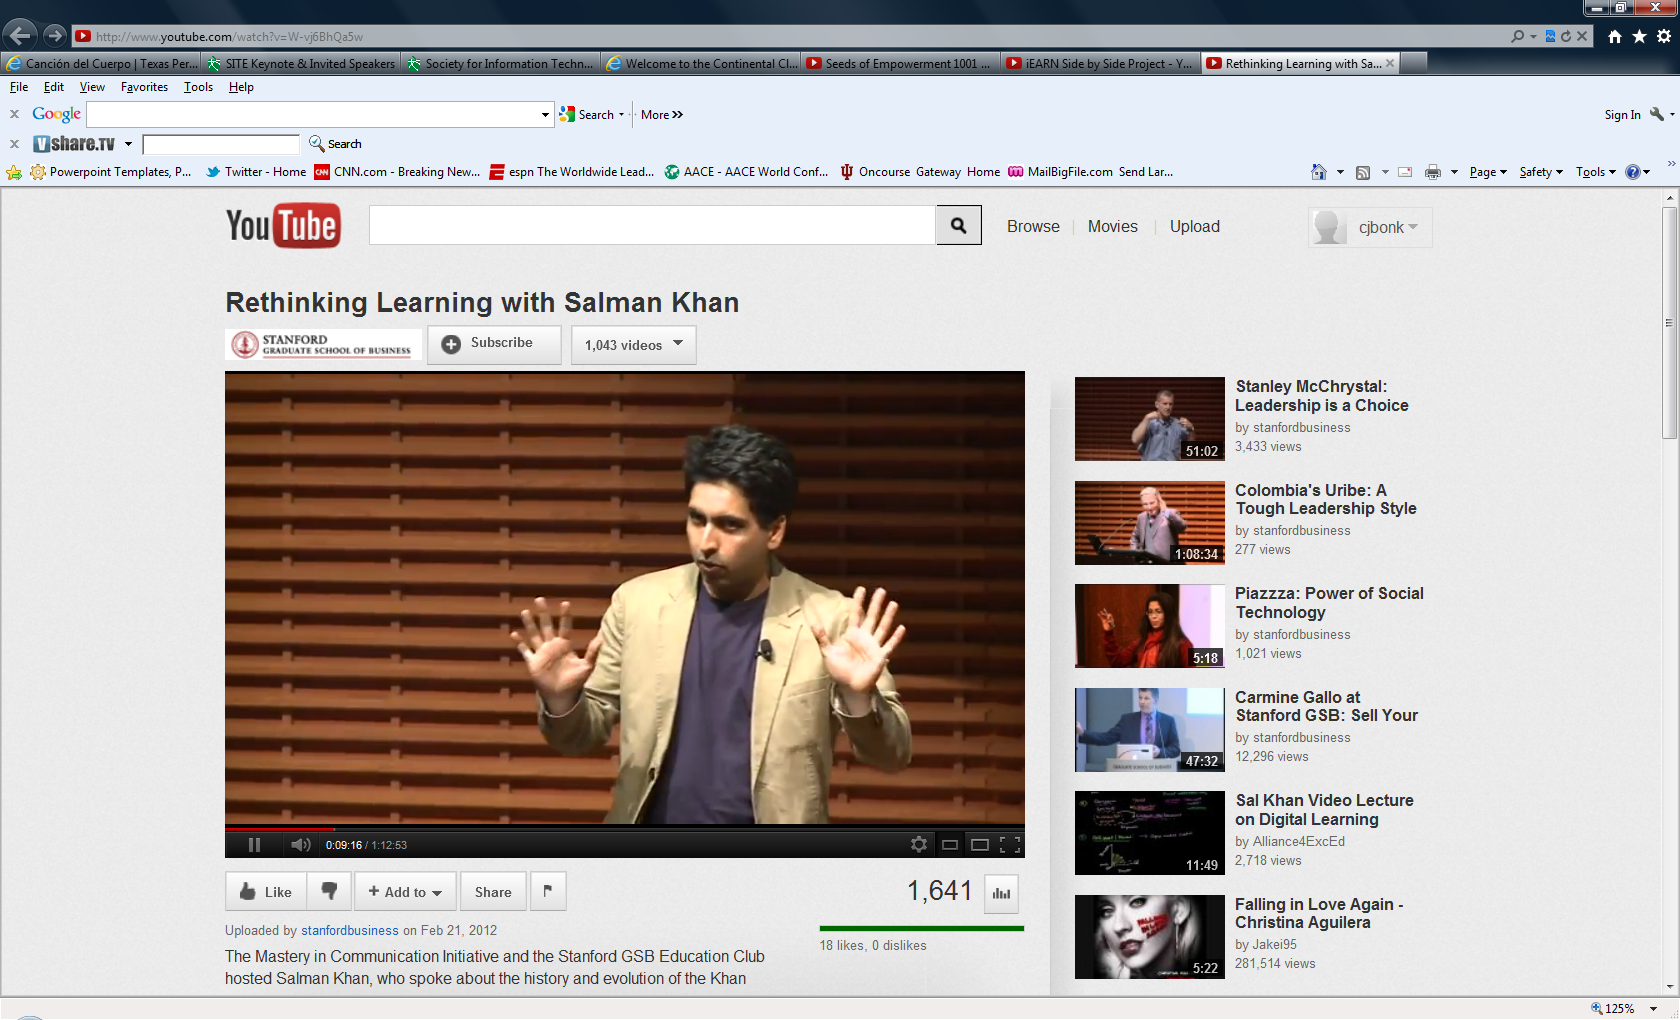 http://www.youtube.com/watch?v=W-vj6BhQa5w
Canción del Cuerpo | Texas Per...
SITE Keynote & Invited Speakers
Society for Information Techn...
Welcome to the Continental Cl...
Seeds of Empowerment 1001 ...
iEARN Side by Side Project - Y...
Rethinking Learning with Sa...
File Edit View Favorites Tools Help
Google Search More >> Sign In
Vshare.tv Search
Powerpoint Templates, P... Twitter - Home CNN CNN.com - Breaking New... espn The Worldwide Lead... AACE - AACE World Conf... Oncourse Gateway Home MailBigFile.com Send Lar... Page Safety Tools
YouTube Browse | Movies | Upload cjbonk
Rethinking Learning with Salman Khan
STANFORD
GRADUATE SCHOOL OF BUSINESS
Subscribe 1,043 videos
0:09:16 / 1:12:53
Like + Add to Share 1,641
Uploaded by stanfordbusiness on Feb 21, 2012
18 likes, 0 dislikes
The Mastery in Communication Initiative and the Stanford GSB Education Club
hosted Salman Khan, who spoke about the history and evolution of the Khan
51:02
Stanley McChrystal:
Leadership is a Choice
by stanfordbusiness
3,433 views
1:08:34
Colombia's Uribe: A
Tough Leadership Style
by stanfordbusiness
277 views
5:18
Piazzza: Power of Social
Technology
by stanfordbusiness
1,021 views
47:32
Carmine Gallo at
Stanford GSB: Sell Your
by stanfordbusiness
12,296 views
11:49
Sal Khan Video Lecture
on Digital Learning
by Alliance4ExcEd
2,718 views
5:22
Falling in Love Again -
Christina Aguilera
by Jakei95
281,514 views
125%